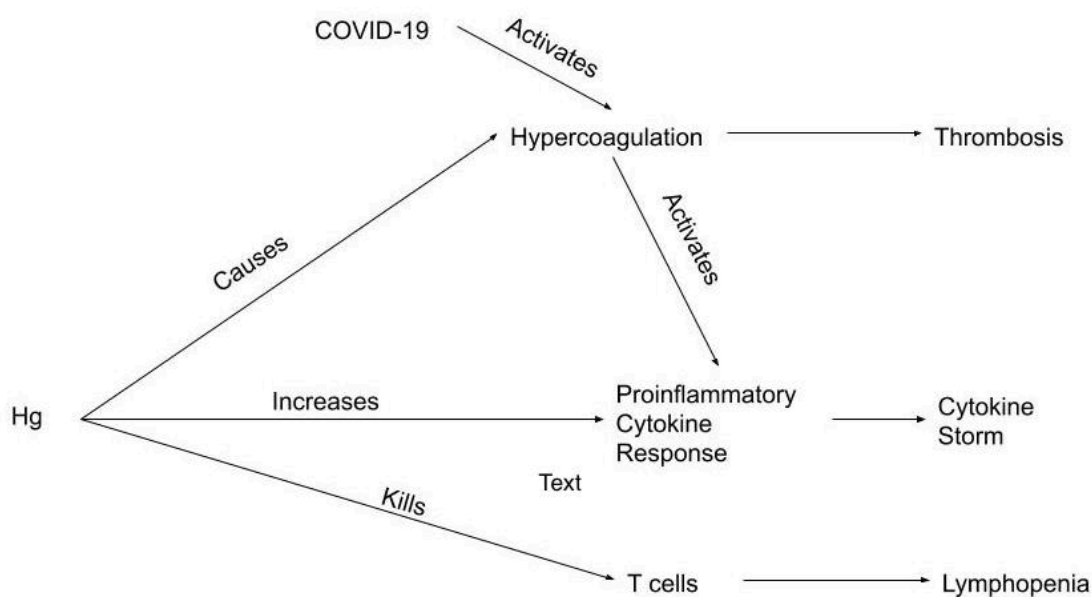 COVID-19
Activates
Hypercoagulation
Thrombosis
Causes
Activates
Hg
Increases
Proinflammatory
Cytokine
Response
Cytokine
Storm
Text
Kills
T cells
Lymphopenia